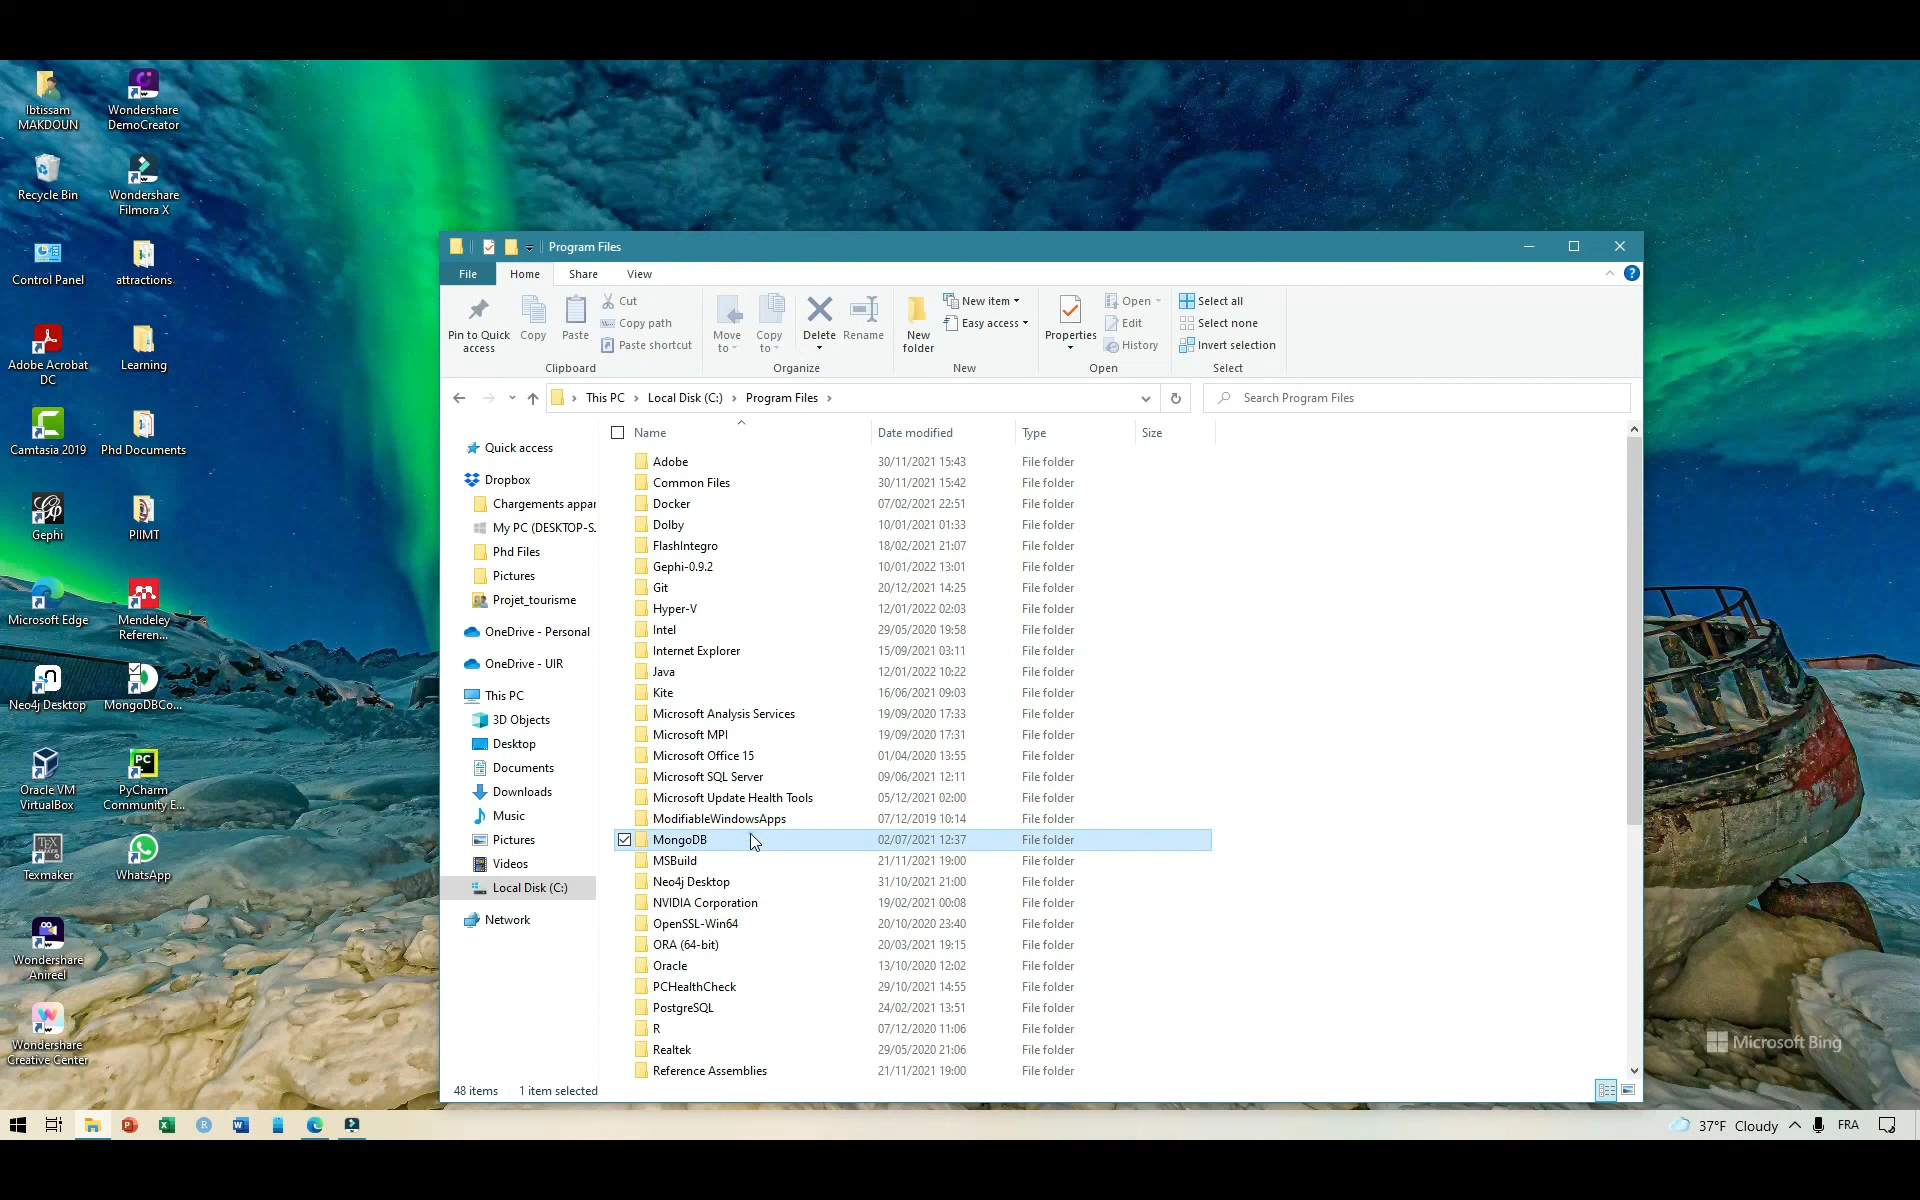 Ibtissam
MAKDOUN
Wondershare
DemoCreator
Recycle Bin
Wondershare
Filmora X
Control Panel
attractions
Adobe Acrobat
DC
Learning
Camtasia 2019
Phd Documents
Gephi
PIIMT
Microsoft Edge
Mendeley
Referen...
Neo4j Desktop
MongoDBCo...
Oracle VM
VirtualBox
PC
PyCharm
Community E...
TEX
MAKER
Texmaker
WhatsApp
Wondershare
Anireel
Wondershare
Creative Center
Program Files
File
Home
Share
View
Pin to Quick
access
Copy
Paste
Cut
Copy path
Paste shortcut
Clipboard
Move
to
Copy
to
Delete
Rename
Organize
New
folder
New item
Easy access
New
Properties
Open
Edit
History
Open
Select all
Select none
Invert selection
Select
This PC > Local Disk (C:) > Program Files >
Search Program Files
Quick access
Dropbox
Chargements appar
My PC (DESKTOP-S.
Phd Files
Pictures
Projet_tourisme
OneDrive - Personal
OneDrive - UIR
This PC
3D Objects
Desktop
Documents
Downloads
Music
Pictures
Videos
Local Disk (C:)
Network
Name Date modified Type Size
Adobe 30/11/2021 15:43 File folder
Common Files 30/11/2021 15:42 File folder
Docker 07/02/2021 22:51 File folder
Dolby 10/01/2021 01:33 File folder
FlashIntegro 18/02/2021 21:07 File folder
Gephi-0.9.2 10/01/2022 13:01 File folder
Git 20/12/2021 14:25 File folder
Hyper-V 12/01/2022 02:03 File folder
Intel 29/05/2020 19:58 File folder
Internet Explorer 15/09/2021 03:11 File folder
Java 12/01/2022 10:22 File folder
Kite 16/06/2021 09:03 File folder
Microsoft Analysis Services 19/09/2020 17:33 File folder
Microsoft MPI 19/09/2020 17:31 File folder
Microsoft Office 15 01/04/2020 13:55 File folder
Microsoft SQL Server 09/06/2021 12:11 File folder
Microsoft Update Health Tools 05/12/2021 02:00 File folder
ModifiableWindowsApps 07/12/2019 10:14 File folder
MongoDB 02/07/2021 12:37 File folder
MSBuild 21/11/2021 19:00 File folder
Neo4j Desktop 31/10/2021 21:00 File folder
NVIDIA Corporation 19/02/2021 00:08 File folder
OpenSSL-Win64 20/10/2020 23:40 File folder
ORA (64-bit) 20/03/2021 19:15 File folder
Oracle 13/10/2020 12:02 File folder
PCHealthCheck 29/10/2021 14:55 File folder
PostgreSQL 24/02/2021 13:51 File folder
R 07/12/2020 11:06 File folder
Realtek 29/05/2020 21:06 File folder
Reference Assemblies 21/11/2021 19:00 File folder
48 items 1 item selected
Microsoft Bing
37°F Cloudy FRA